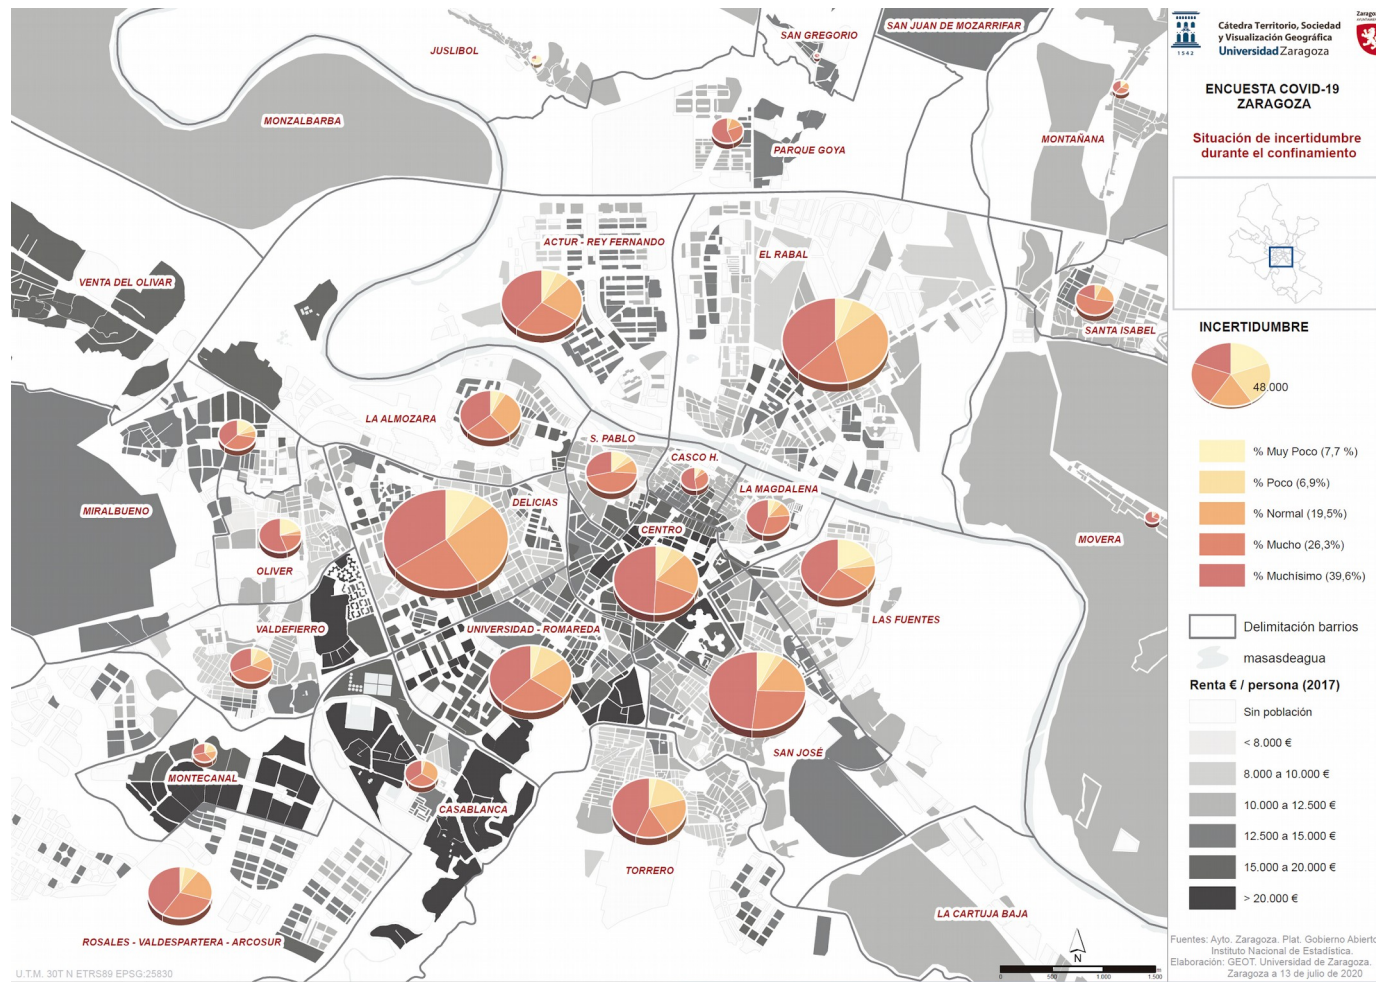 JUSLIBOL
SAN GREGORIO
SAN JUAN DE MOZARRIFAR
MONZALBARBA
PARQUE GOYA
MONTAÑANA
ACTUR - REY FERNANDO
EL RABAL
VENTA DEL OLIVAR
SANTA ISABEL
LA ALMOZARA
S. PABLO
CASCO H.
LA MAGDALENA
DELICIAS
MIRALBUENO
CENTRO
MOVERA
OLIVER
LAS FUENTES
VALDEFIERRO
UNIVERSIDAD - ROMAREDA
SAN JOSÉ
MONTECANAL
CASABLANCA
TORRERO
LA CARTUJA BAJA
ROSALES - VALDESPARTERA - ARCOSUR
U.T.M. 30T N ETRS89 EPSG:25830
N
0 500 1.000 1.500
1542
Cátedra Territorio, Sociedad
y Visualización Geográfica
Universidad Zaragoza
ENCUESTA COVID-19
ZARAGOZA
Situación de incertidumbre
durante el confinamiento
INCERTIDUMBRE
48.000
% Muy Poco (7,7 %)
% Poco (6,9%)
% Normal (19,5%)
% Mucho (26,3%)
% Muchísimo (39,6%)
Delimitación barrios
masasdeagua
Renta € / persona (2017)
Sin población
< 8.000 €
8.000 a 10.000 €
10.000 a 12.500 €
12.500 a 15.000 €
15.000 a 20.000 €
> 20.000 €
Fuentes: Ayto. Zaragoza. Plat. Gobierno Abierto
Instituto Nacional de Estadística.
Elaboración: GEOT. Universidad de Zaragoza.
Zaragoza a 13 de julio de 2020